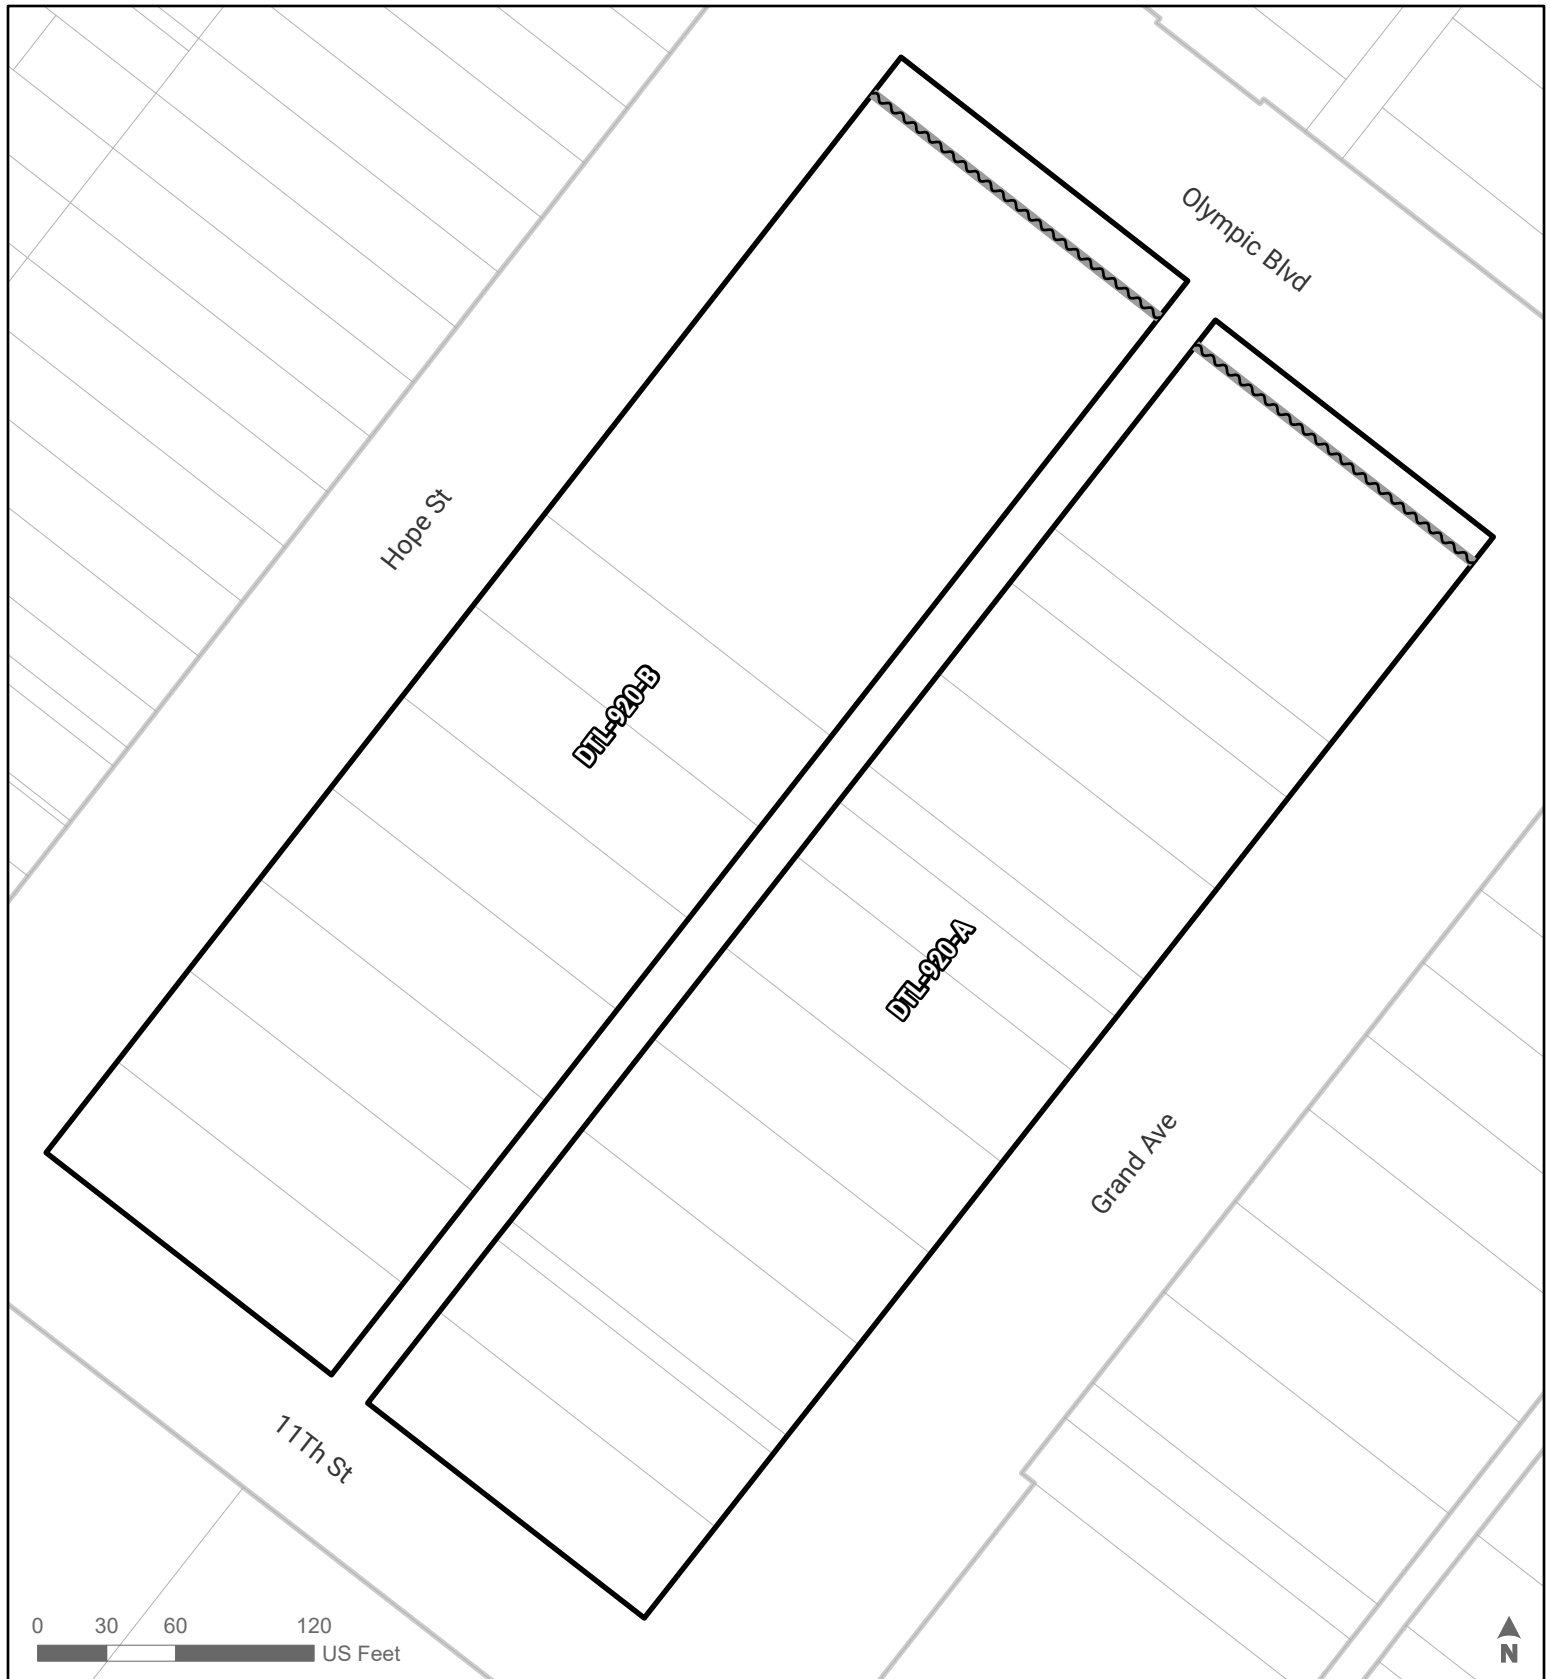 Olympic Blvd
Hope St
DTL-920-B
DTL-920-A
Grand Ave
11Th St
0 30 60 120
US Feet
N